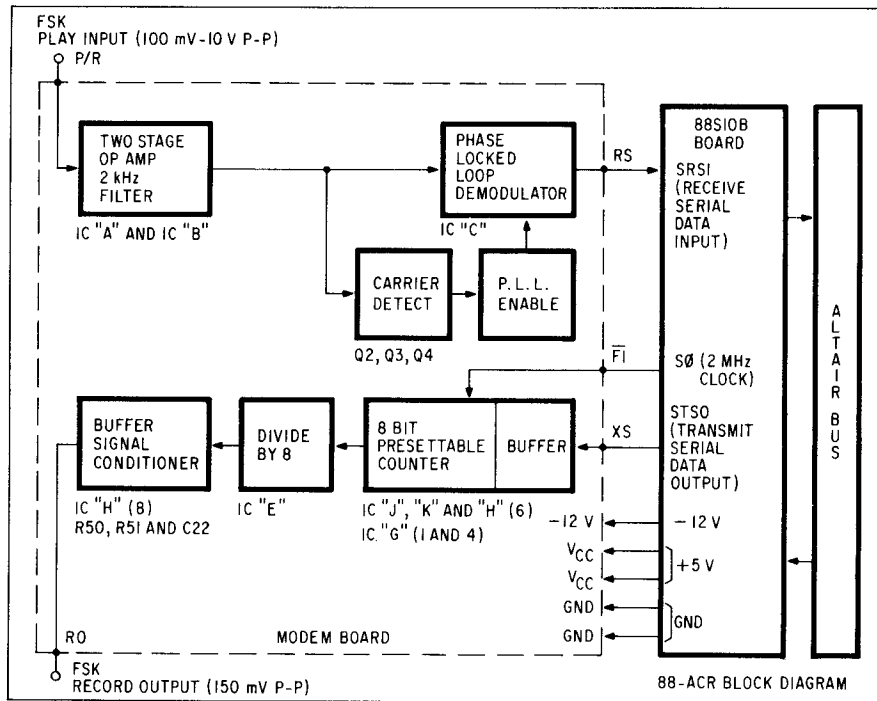 FSK
PLAY INPUT (100 mV-10 V P-P)
P/R
TWO STAGE
OP AMP
2 kHz
FILTER
IC "A" AND IC "B"
PHASE
LOCKED
LOOP
DEMODULATOR
IC "C"
RS
CARRIER
DETECT
Q2, Q3, Q4
P.L.L.
ENABLE
88SIOB
BOARD
SRSI
(RECEIVE
SERIAL
DATA
INPUT)
F1
SØ (2 MHz
CLOCK)
XS
STSO
(TRANSMIT
SERIAL
DATA
OUTPUT)
ALTAIR BUS
BUFFER
SIGNAL
CONDITIONER
IC "H" (8)
R50, R51 AND C22
DIVIDE
BY 8
IC "E"
8 BIT
PRESETTABLE
COUNTER
BUFFER
IC "J", "K" AND "H" (6)
IC. "G" (1 AND 4)
-12 V
-12 V
VCC
VCC
+5 V
GND
GND
GND
RO
MODEM BOARD
FSK
RECORD OUTPUT (150 mV P-P)
88-ACR BLOCK DIAGRAM